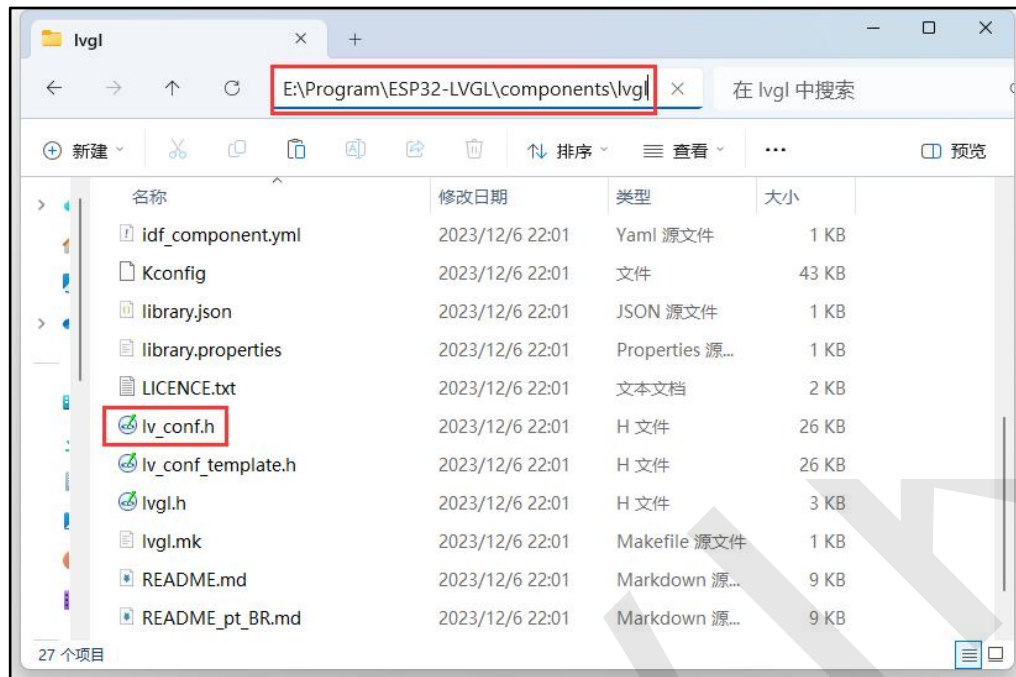 lvgl
E:\Program\ESP32-LVGL\components\lvgl 在 lvgl 中搜索
新建 排序 查看 ... 预览
名称 修改日期 类型 大小
idf_component.yml 2023/12/6 22:01 Yaml 源文件 1 KB
Kconfig 2023/12/6 22:01 文件 43 KB
library.json 2023/12/6 22:01 JSON 源文件 1 KB
library.properties 2023/12/6 22:01 Properties 源... 1 KB
LICENCE.txt 2023/12/6 22:01 文本文档 2 KB
lv_conf.h 2023/12/6 22:01 H 文件 26 KB
lv_conf_template.h 2023/12/6 22:01 H 文件 26 KB
lvgl.h 2023/12/6 22:01 H 文件 3 KB
lvgl.mk 2023/12/6 22:01 Makefile 源文件 1 KB
README.md 2023/12/6 22:01 Markdown 源... 9 KB
README_pt_BR.md 2023/12/6 22:01 Markdown 源... 9 KB
27 个项目